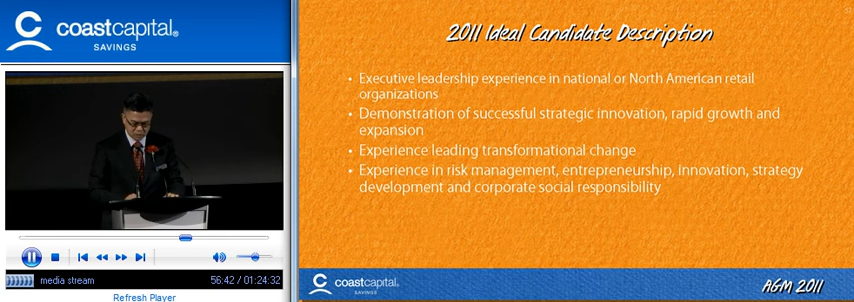 coastcapital®
SAVINGS
media stream
56:42 / 01:24:32
Refresh Player
2011 Ideal Candidate Description
• Executive leadership experience in national or North American retail
organizations
• Demonstration of successful strategic innovation, rapid growth and
expansion
• Experience leading transformational change
• Experience in risk management, entrepreneurship, innovation, strategy
development and corporate social responsibility
coastcapital®
SAVINGS
AGM 2011